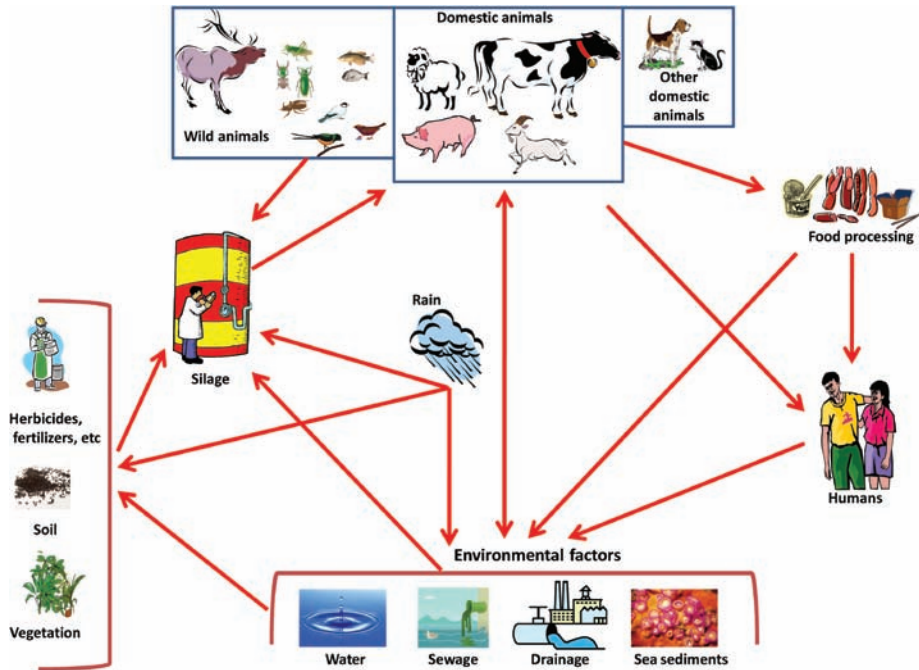 Domestic animals
Wild animals
Other
domestic
animals
Food processing
Rain
Silage
Herbicides,
fertilizers, etc
Humans
Soil
Environmental factors
Vegetation
Water
Sewage
Drainage
Sea sediments